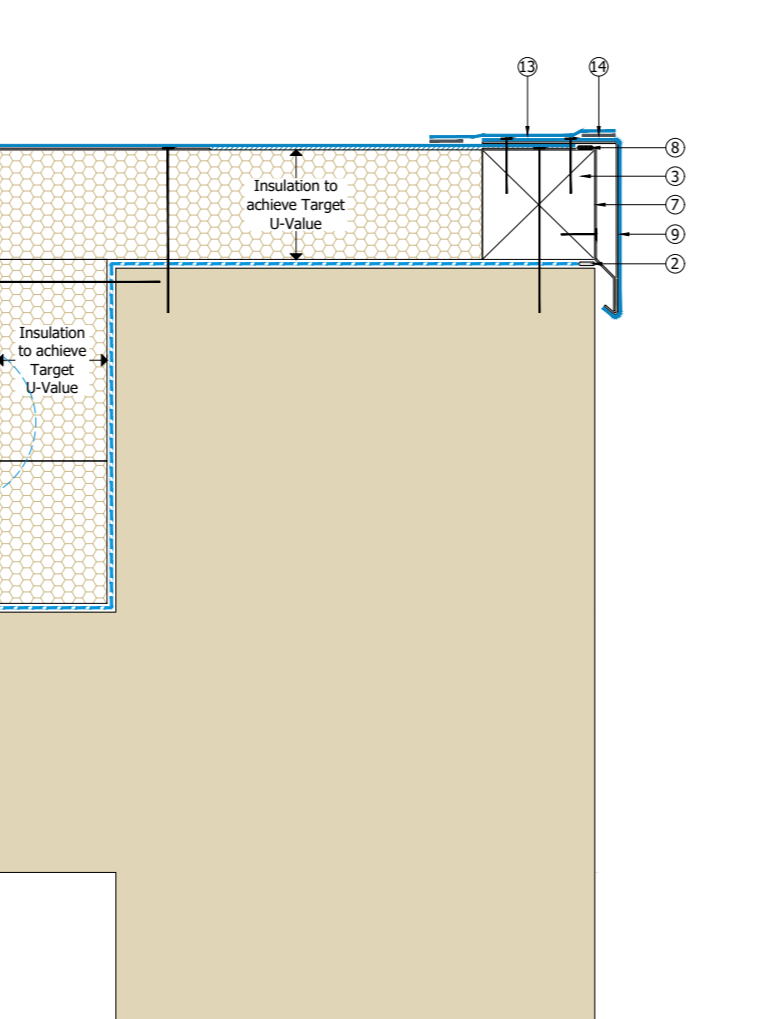 13
14
8
3
7
9
2
Insulation to
achieve Target
U-Value
Insulation
to achieve
Target
U-Value